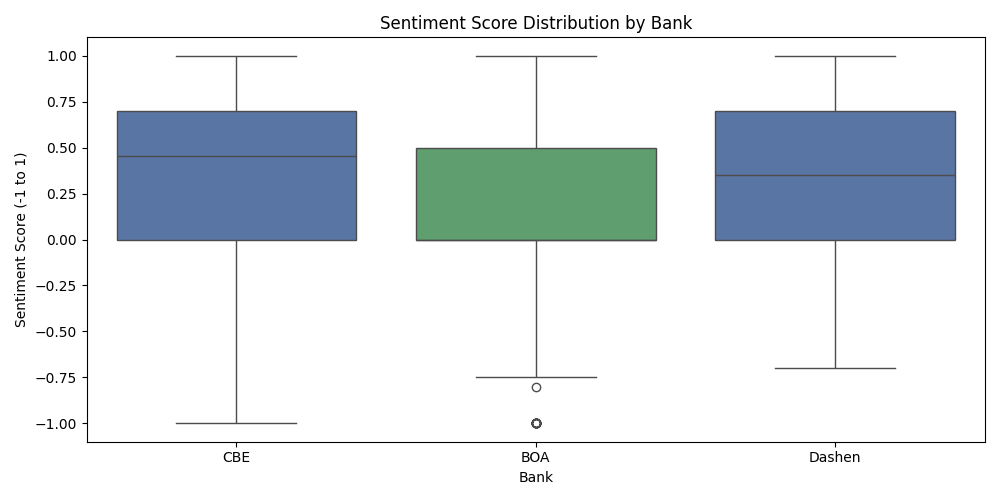 Sentiment Score Distribution by Bank
Sentiment Score (-1 to 1)
1.00
0.75
0.50
0.25
0.00
−0.25
−0.50
−0.75
−1.00
CBE
BOA
Dashen
Bank